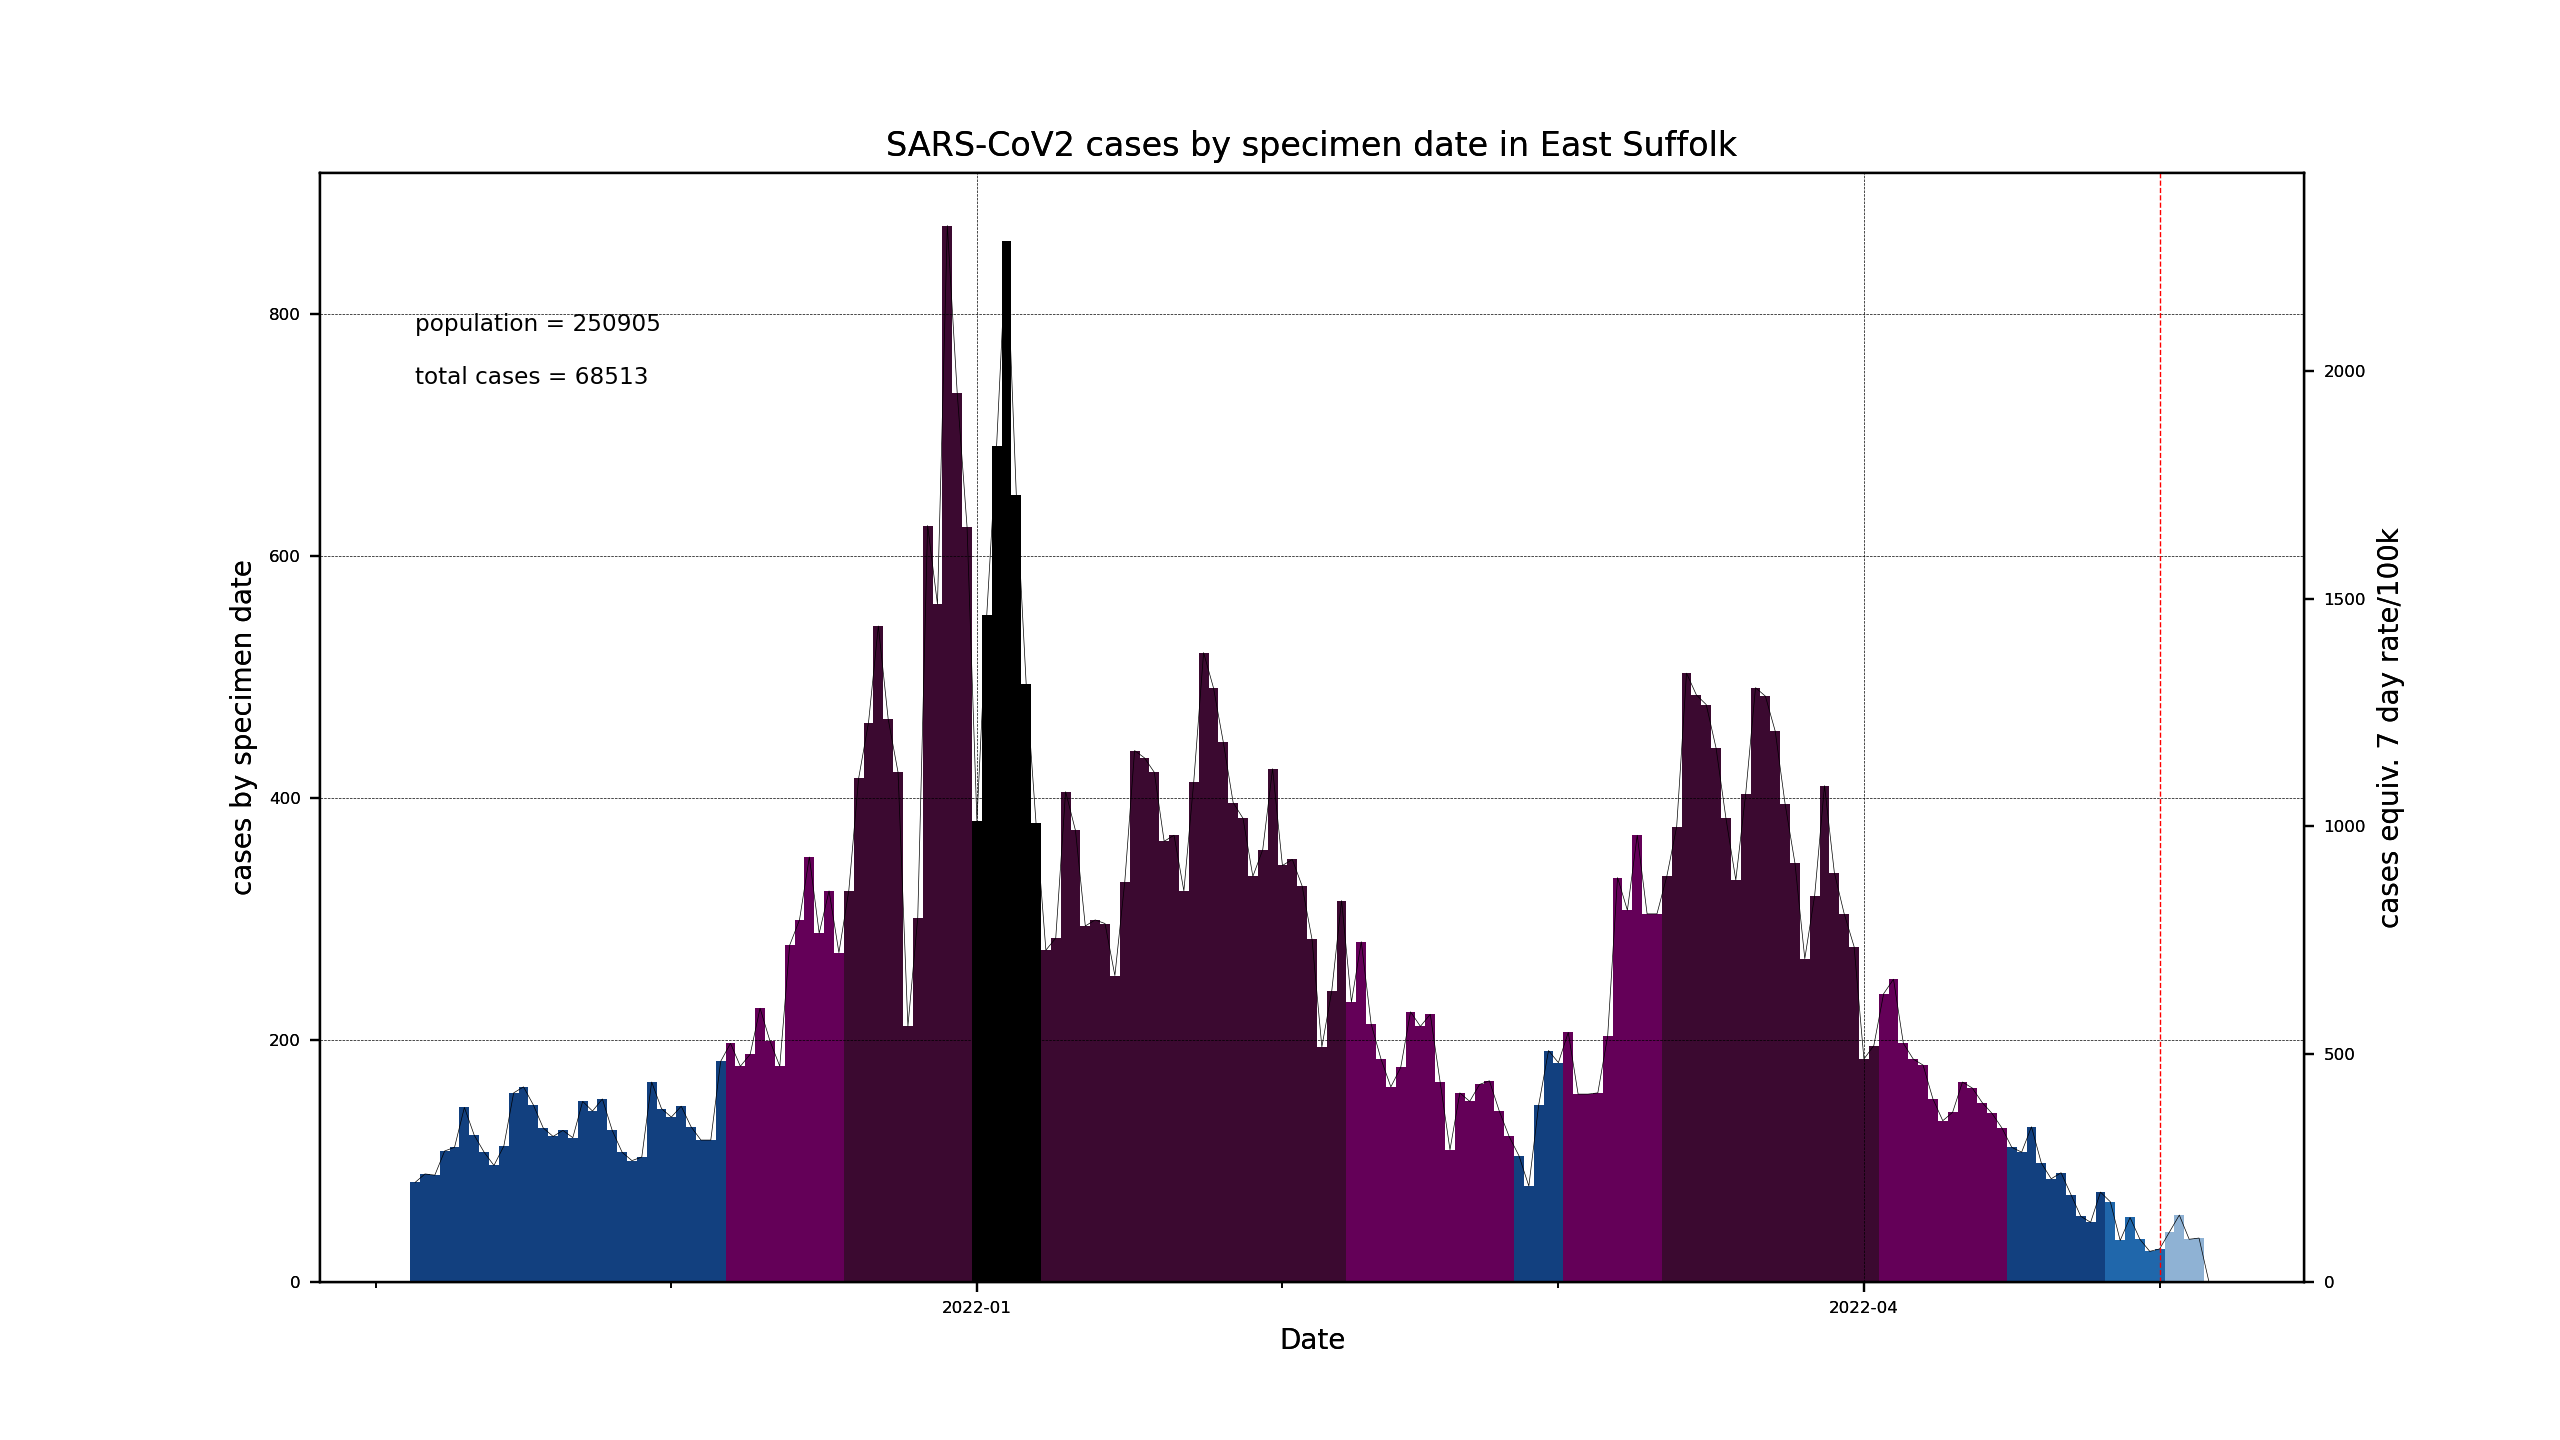 SARS-CoV2 cases by specimen date in East Suffolk
population = 250905
total cases = 68513
cases by specimen date
800
600
400
200
0
2000
1500
1000
500
0
cases equiv. 7 day rate/100k
2022-01
2022-04
Date